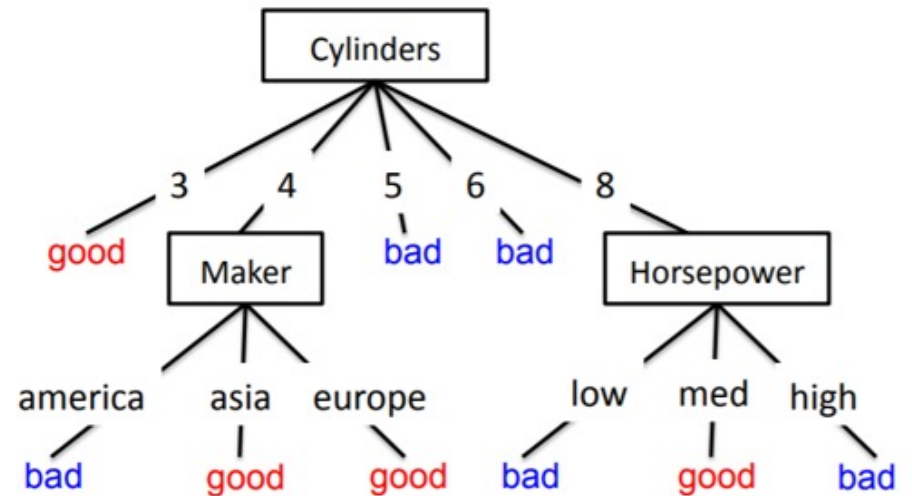 Cylinders
3 4 5 6 8
good bad bad
Maker Horsepower
america asia europe low med high
bad good good bad good bad